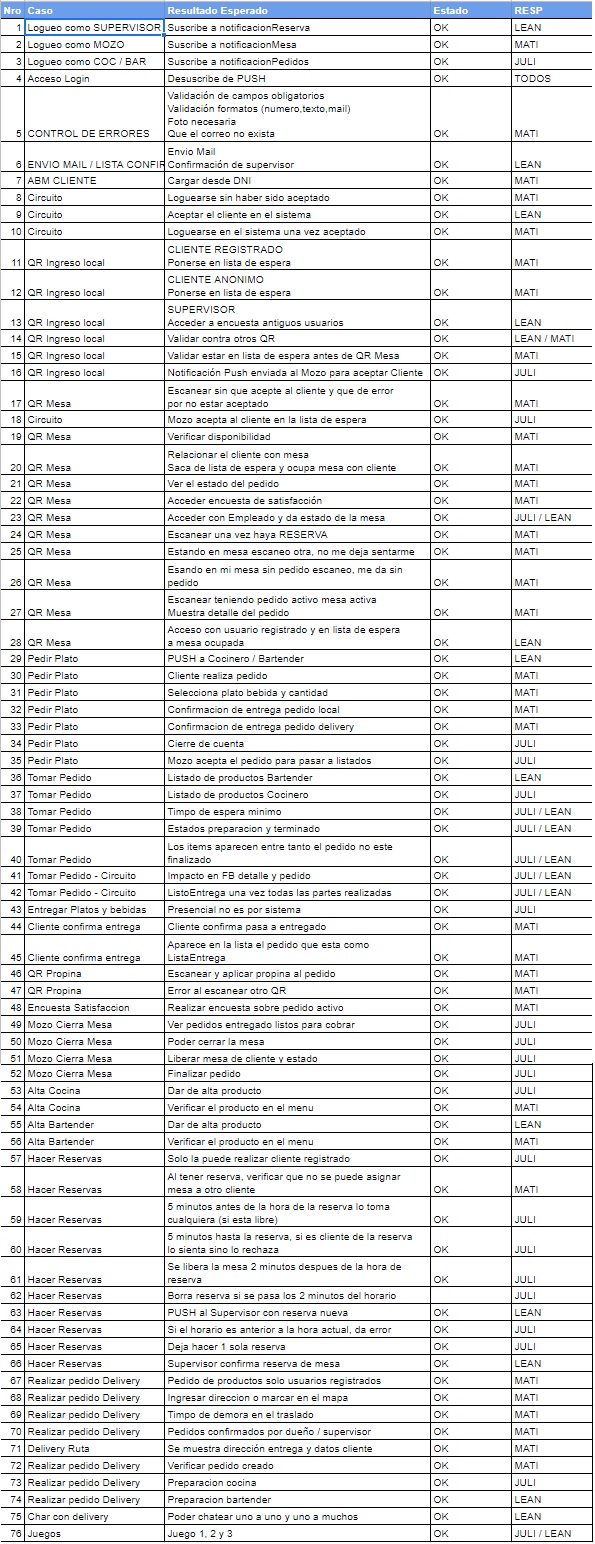 Nro Caso Resultado Esperado Estado RESP
1 Logueo como SUPERVISOR Suscribe a notificacionReserva OK LEAN
2 Logueo como MOZO Suscribe a notificacionMesa OK MATI
3 Logueo como COC / BAR Suscribe a notificacionPedidos OK JULI
4 Acceso Login Desuscribe de PUSH OK TODOS
Validación de campos obligatorios
Validación formatos (numero,texto,mail)
Foto necesaria
5 CONTROL DE ERRORES Que el correo no exista OK MATI
Envio Mail
6 ENVIO MAIL / LISTA CONFIR Confirmación de supervisor OK LEAN
7 ABM CLIENTE Cargar desde DNI OK MATI
8 Circuito Loguearse sin haber sido aceptado OK MATI
9 Circuito Aceptar el cliente en el sistema OK LEAN
10 Circuito Loguearse en el sistema una vez aceptado OK MATI
CLIENTE REGISTRADO
11 QR Ingreso local Ponerse en lista de espera OK MATI
CLIENTE ANONIMO
12 QR Ingreso local Ponerse en lista de espera OK MATI
SUPERVISOR
13 QR Ingreso local Acceder a encuesta antiguos usuarios OK LEAN
14 QR Ingreso local Validar contra otros QR OK LEAN / MATI
15 QR Ingreso local Validar estar en lista de espera antes de QR Mesa OK MATI
16 QR Ingreso local Notificación Push enviada al Mozo para aceptar Cliente OK JULI
Escanear sin que acepte al cliente y que de error
17 QR Mesa por no estar aceptado OK MATI
18 Circuito Mozo acepta al cliente en la lista de espera OK JULI
19 QR Mesa Verificar disponibilidad OK MATI
Relacionar el cliente con mesa
20 QR Mesa Saca de lista de espera y ocupa mesa con cliente OK MATI
21 QR Mesa Ver el estado del pedido OK MATI
22 QR Mesa Acceder encuesta de satisfacción OK MATI
23 QR Mesa Acceder con Empleado y da estado de la mesa OK JULI / LEAN
24 QR Mesa Escanear una vez haya RESERVA OK MATI
25 QR Mesa Estando en mesa escaneo otra, no me deja sentarme OK MATI
Esando en mi mesa sin pedido escaneo, me da sin
26 QR Mesa pedido OK MATI
Escanear teniendo pedido activo mesa activa
27 QR Mesa Muestra detalle del pedido OK MATI
Acceso con usuario registrado y en lista de espera
28 QR Mesa a mesa ocupada OK LEAN
29 Pedir Plato PUSH a Cocinero / Bartender OK LEAN
30 Pedir Plato Cliente realiza pedido OK MATI
31 Pedir Plato Selecciona plato bebida y cantidad OK MATI
32 Pedir Plato Confirmacion de entrega pedido local OK MATI
33 Pedir Plato Confirmacion de entrega pedido delivery OK MATI
34 Pedir Plato Cierre de cuenta OK JULI
35 Pedir Plato Mozo acepta el pedido para pasar a listados OK JULI
36 Tomar Pedido Listado de productos Bartender OK LEAN
37 Tomar Pedido Listado de productos Cocinero OK JULI
38 Tomar Pedido Timpo de espera minimo OK JULI / LEAN
39 Tomar Pedido Estados preparacion y terminado OK JULI / LEAN
Los items aparecen entre tanto el pedido no este
40 Tomar Pedido finalizado OK JULI / LEAN
41 Tomar Pedido - Circuito Impacto en FB detalle y pedido OK JULI / LEAN
42 Tomar Pedido - Circuito ListoEntrega una vez todas las partes realizadas OK JULI / LEAN
43 Entregar Platos y bebidas Presencial no es por sistema OK JULI
44 Cliente confirma entrega Cliente confirma pasa a entregado OK MATI
Aparece en la lista el pedido que esta como
45 Cliente confirma entrega ListaEntrega OK MATI
46 QR Propina Escanear y aplicar propina al pedido OK MATI
47 QR Propina Error al escanear otro QR OK MATI
48 Encuesta Satisfaccion Realizar encuesta sobre pedido activo OK MATI
49 Mozo Cierra Mesa Ver pedidos entregado listos para cobrar OK JULI
50 Mozo Cierra Mesa Poder cerrar la mesa OK JULI
51 Mozo Cierra Mesa Liberar mesa de cliente y estado OK JULI
52 Mozo Cierra Mesa Finalizar pedido OK JULI
53 Alta Cocina Dar de alta producto OK JULI
54 Alta Cocina Verificar el producto en el menu OK MATI
55 Alta Bartender Dar de alta producto OK LEAN
56 Alta Bartender Verificar el producto en el menu OK MATI
57 Hacer Reservas Solo la puede realizar cliente registrado OK JULI
Al tener reserva, verificar que no se puede asignar
58 Hacer Reservas mesa a otro cliente OK MATI
5 minutos antes de la hora de la reserva lo toma
59 Hacer Reservas cualquiera (si esta libre) OK JULI
5 minutos hasta la reserva, si es cliente de la reserva
60 Hacer Reservas lo sienta sino lo rechaza OK JULI
Se libera la mesa 2 minutos despues de la hora de
61 Hacer Reservas reserva OK JULI
62 Hacer Reservas Borra reserva si se pasa los 2 minutos del horario JULI
63 Hacer Reservas PUSH al Supervisor con reserva nueva OK LEAN
64 Hacer Reservas Si el horario es anterior a la hora actual, da error OK JULI
65 Hacer Reservas Deja hacer 1 sola reserva OK JULI
66 Hacer Reservas Supervisor confirma reserva de mesa OK LEAN
67 Realizar pedido Delivery Pedido de productos solo usuarios registrados OK MATI
68 Realizar pedido Delivery Ingresar direccion o marcar en el mapa OK MATI
69 Realizar pedido Delivery Timpo de demora en el traslado OK MATI
70 Realizar pedido Delivery Pedidos confirmados por dueño / supervisor OK MATI
71 Delivery Ruta Se muestra dirección entrega y datos cliente OK MATI
72 Realizar pedido Delivery Verificar pedido creado OK MATI
73 Realizar pedido Delivery Preparacion cocina OK JULI
74 Realizar pedido Delivery Preparacion bartender OK LEAN
75 Char con delivery Poder chatear uno a uno y uno a muchos OK LEAN
76 Juegos Juego 1, 2 y 3 OK JULI / LEAN